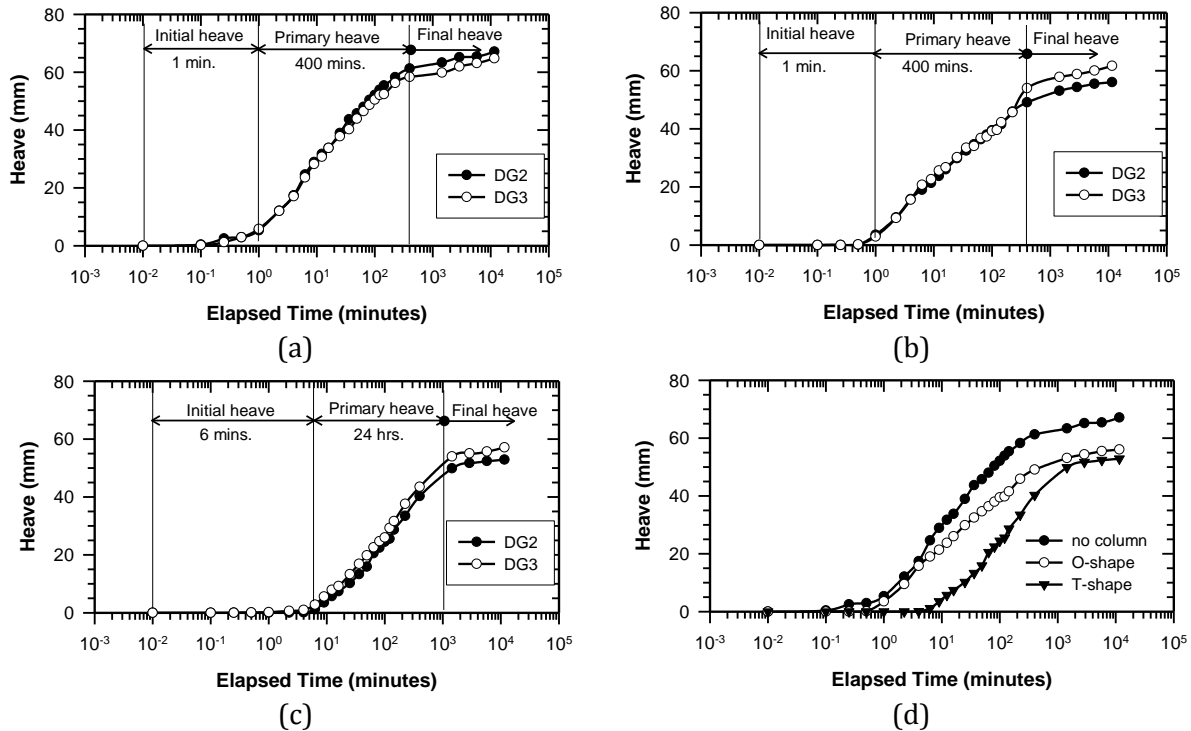 80
60
40
20
0
Heave (mm)
Initial heave
1 min.
Primary heave
400 mins.
Final heave
DG2
DG3
10-3 10-2 10-1 100 101 102 103 104 105
Elapsed Time (minutes)
(a)
80
60
40
20
0
Heave (mm)
Initial heave
1 min.
Primary heave
400 mins.
Final heave
DG2
DG3
10-3 10-2 10-1 100 101 102 103 104 105
Elapsed Time (minutes)
(b)
80
60
40
20
0
Heave (mm)
Initial heave
6 mins.
Primary heave
24 hrs.
Final heave
DG2
DG3
10-3 10-2 10-1 100 101 102 103 104 105
Elapsed Time (minutes)
(c)
80
60
40
20
0
Heave (mm)
no column
O-shape
T-shape
10-3 10-2 10-1 100 101 102 103 104 105
Elapsed Time (minutes)
(d)